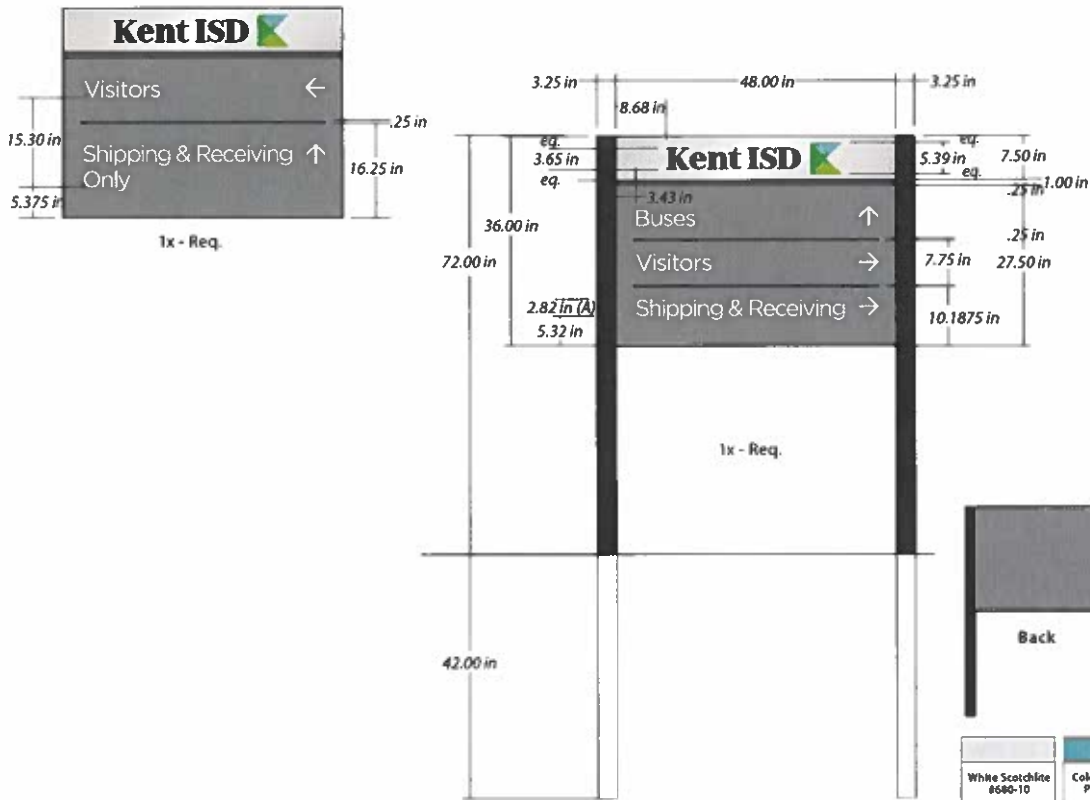 Kent ISD
Visitors ←
Shipping & Receiving ↑
Only
15.30 in
5.375 in
.25 in
16.25 in
1x - Req.
3.25 in
48.00 in
3.25 in
8.68 in
eq.
3.65 in
eq.
3.43 in
36.00 in
72.00 in
2.82 in (A)
5.32 in
42.00 in
Kent ISD
Buses ↑
Visitors →
Shipping & Receiving →
eq.
5.39 in
eq.
7.50 in
.25 in
1.00 in
.25 in
7.75 in
27.50 in
10.1875 in
1x - Req.
Back
White Scotchlite
#680-10